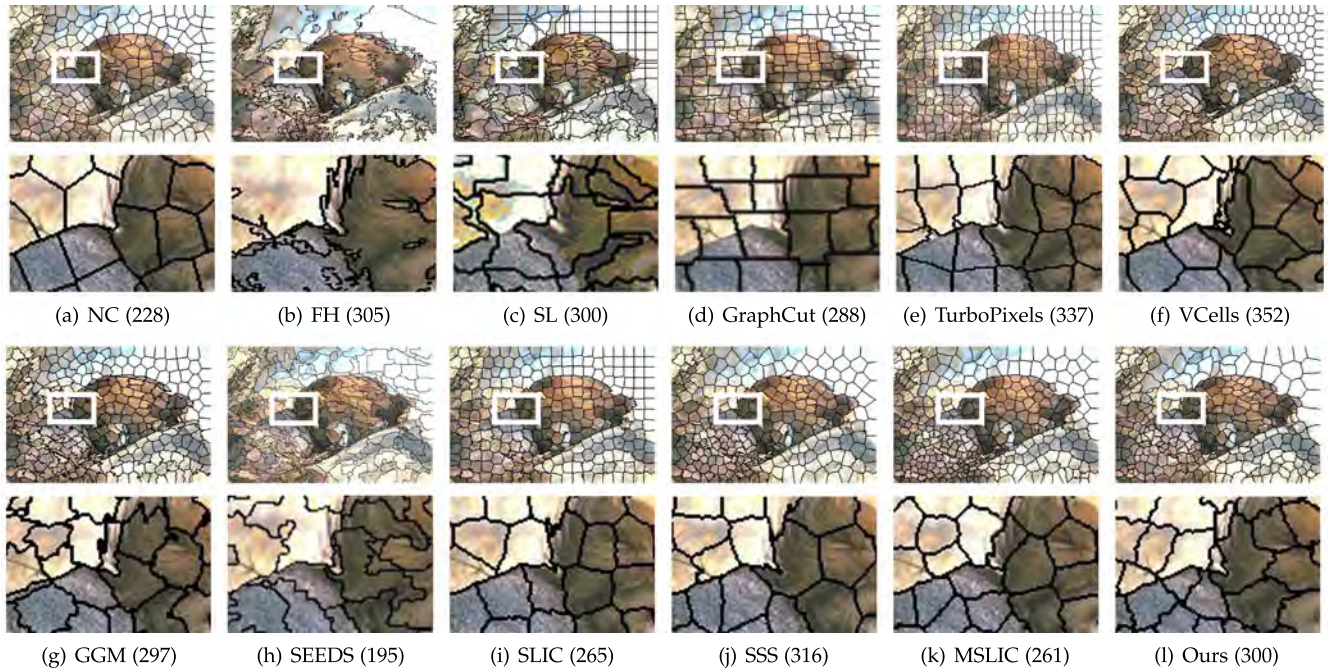 (a) NC (228)
(b) FH (305)
(c) SL (300)
(d) GraphCut (288)
(e) TurboPixels (337)
(f) VCells (352)
(g) GGM (297)
(h) SEEDS (195)
(i) SLIC (265)
(j) SSS (316)
(k) MSLIC (261)
(l) Ours (300)